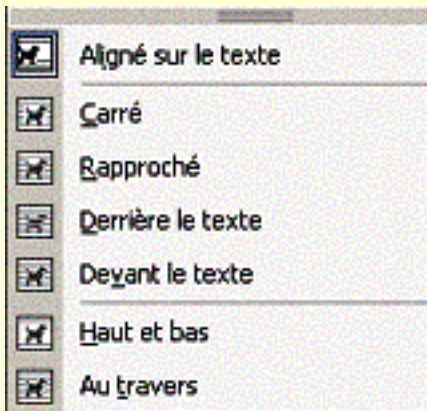 Aligné sur le texte
Carré
Rapproché
Derrière le texte
Devant le texte
Haut et bas
Au travers